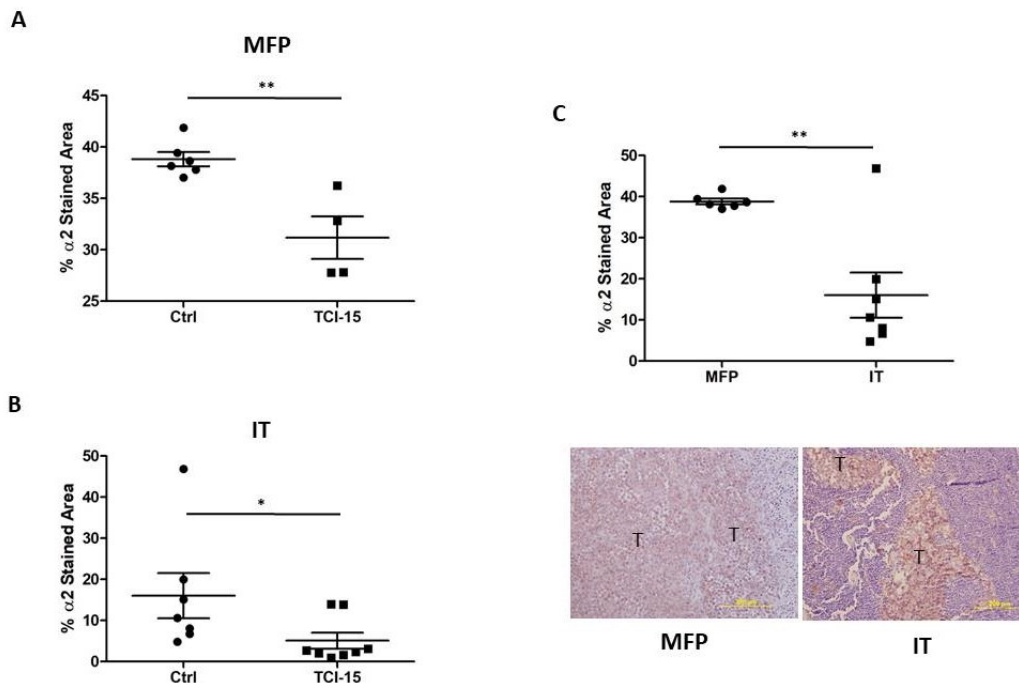 A
MFP
**
% α2 Stained Area
45
40
35
30
25
Ctrl
TCI-15
B
IT
*
% α2 Stained Area
50
40
30
20
10
0
Ctrl
TCI-15
C
**
% α2 Stained Area
50
40
30
20
10
0
MFP
IT
T
T
T
T
MFP
IT